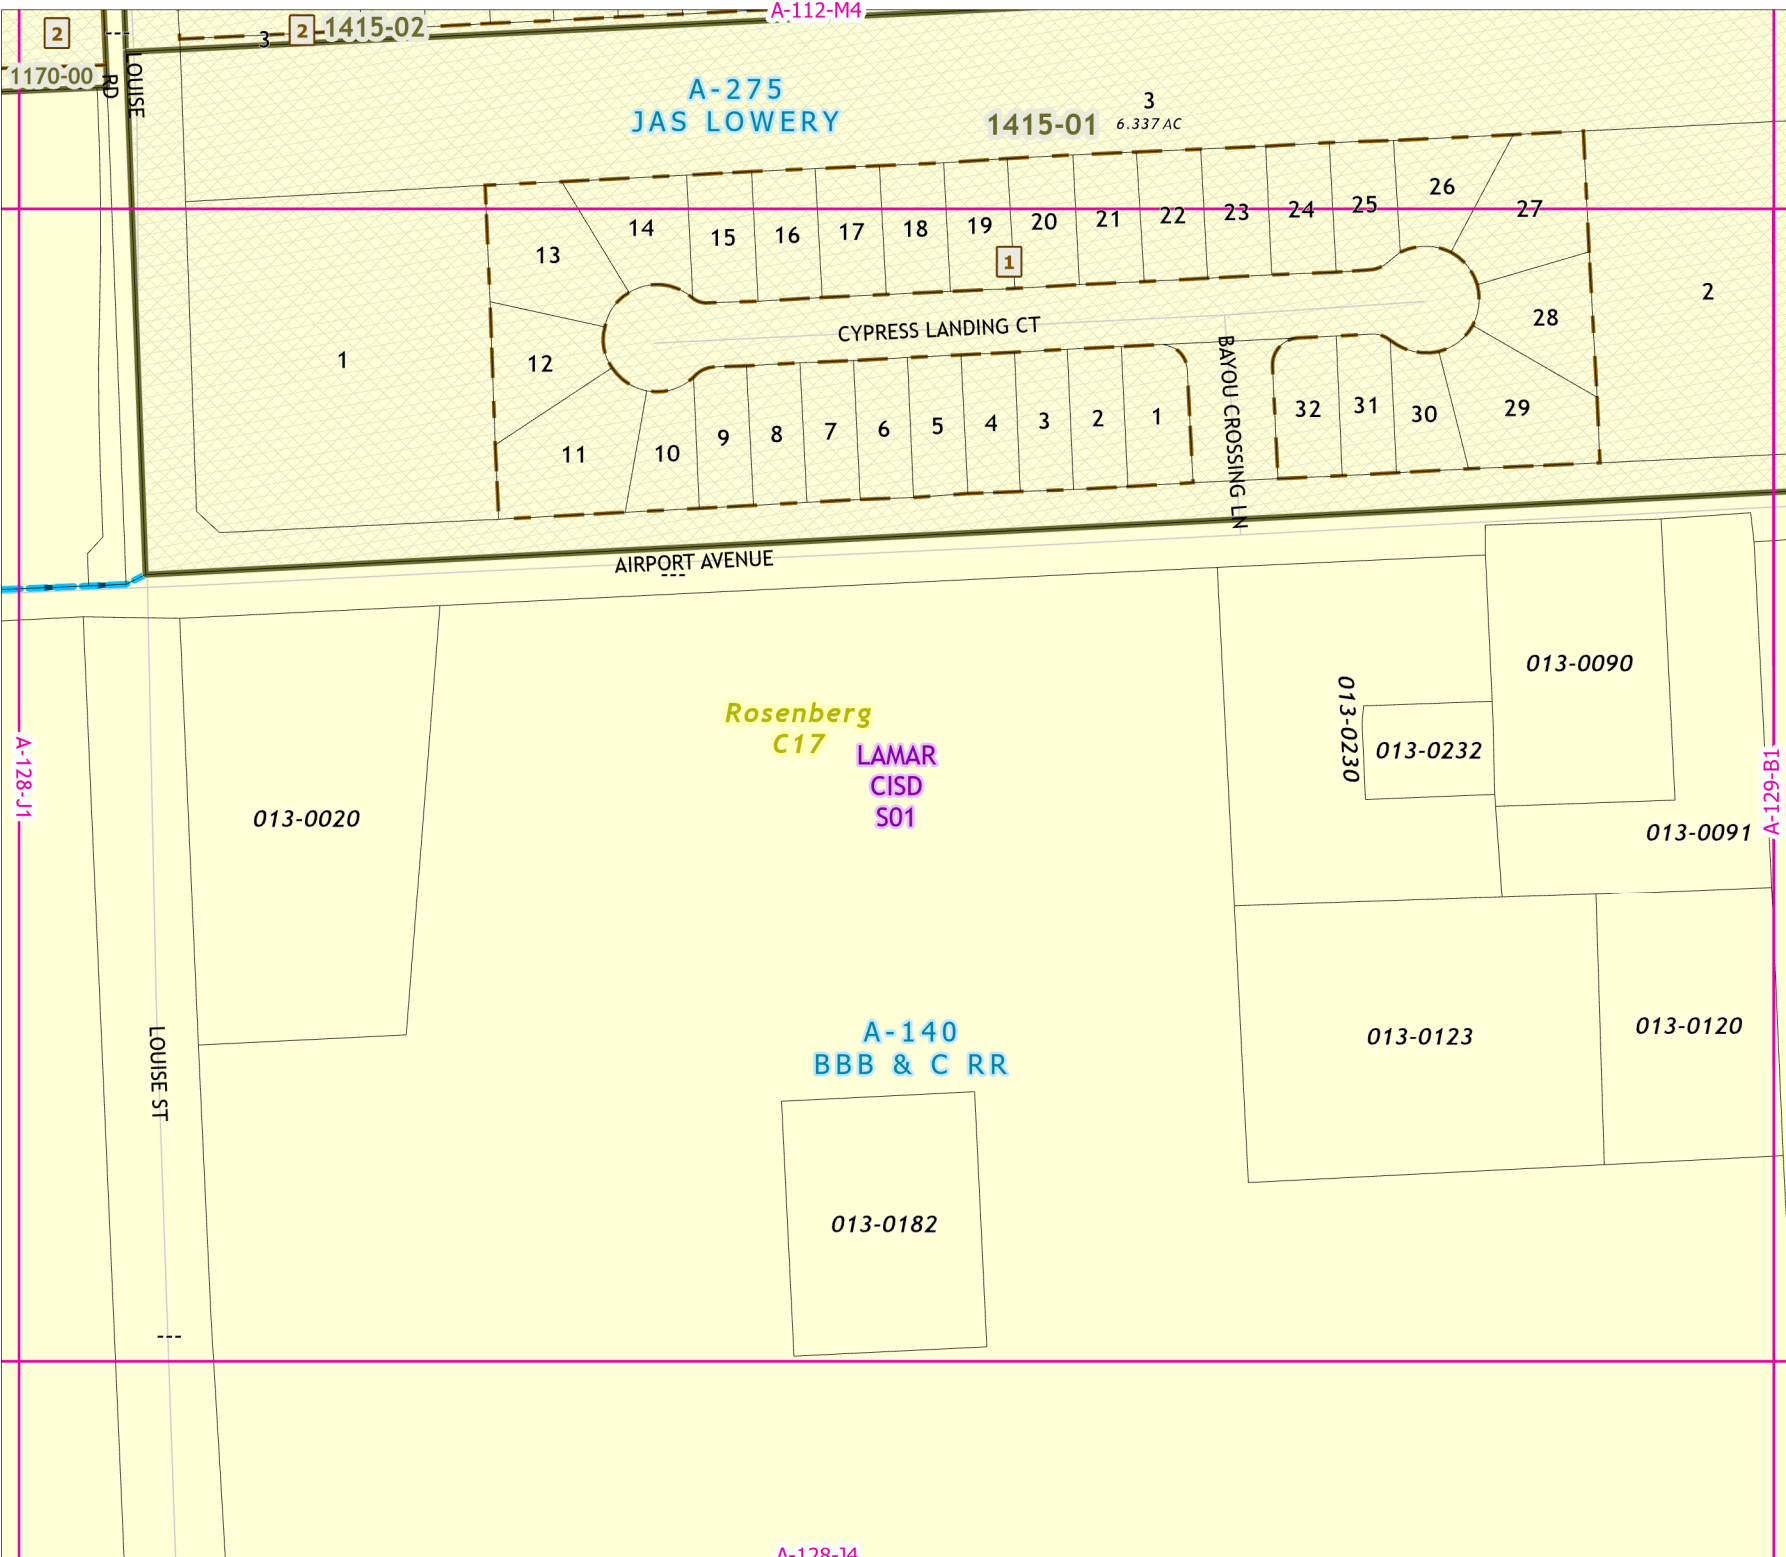 A-112-M4
2
3
2
1415-02
1170-00
RD
LOUISE
A-275
JAS LOWERY
1415-01
3
6.337 AC
13
14
15
16
17
18
19
20
21
22
23
24
25
26
27
1
28
2
1
12
CYPRESS LANDING CT
BAYOU CROSSING LN
11
10
9
8
7
6
5
4
3
2
1
32
31
30
29
AIRPORT AVENUE
Rosenberg
C17
LAMAR
CISD
S01
013-0020
013-0230
013-0232
013-0090
013-0091
A-128-J1
A-129-B1
A-140
BBB & C RR
013-0123
013-0120
LOUISE ST
013-0182
A-128-J4